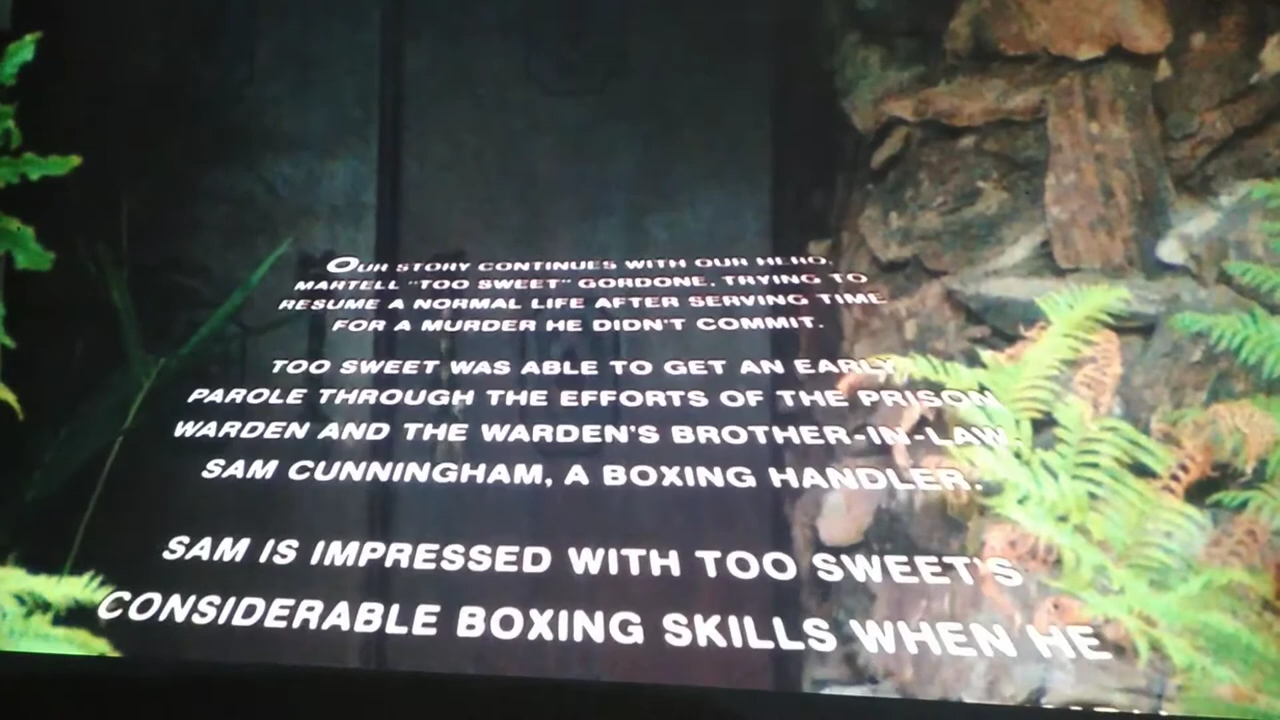 OUR STORY CONTINUES WITH OUR HERO,
MARTELL "TOO SWEET" GORDONE, TRYING TO
RESUME A NORMAL LIFE AFTER SERVING TIME
FOR A MURDER HE DIDN'T COMMIT.
TOO SWEET WAS ABLE TO GET AN EARLY
PAROLE THROUGH THE EFFORTS OF THE PRISON
WARDEN AND THE WARDEN'S BROTHER-IN-LAW
SAM CUNNINGHAM, A BOXING HANDLER.
SAM IS IMPRESSED WITH TOO SWEET'S
CONSIDERABLE BOXING SKILLS WHEN HE